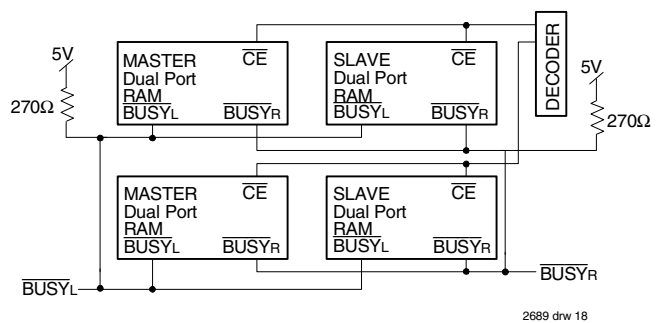 5V
270Ω
MASTER
Dual Port
RAM
BUSYL
CE
BUSYR
SLAVE
Dual Port
RAM
BUSYL
CE
BUSYR
DECODER
5V
270Ω
MASTER
Dual Port
RAM
BUSYL
CE
BUSYR
SLAVE
Dual Port
RAM
BUSYL
CE
BUSYR
BUSYL
BUSYR
2689 drw 18